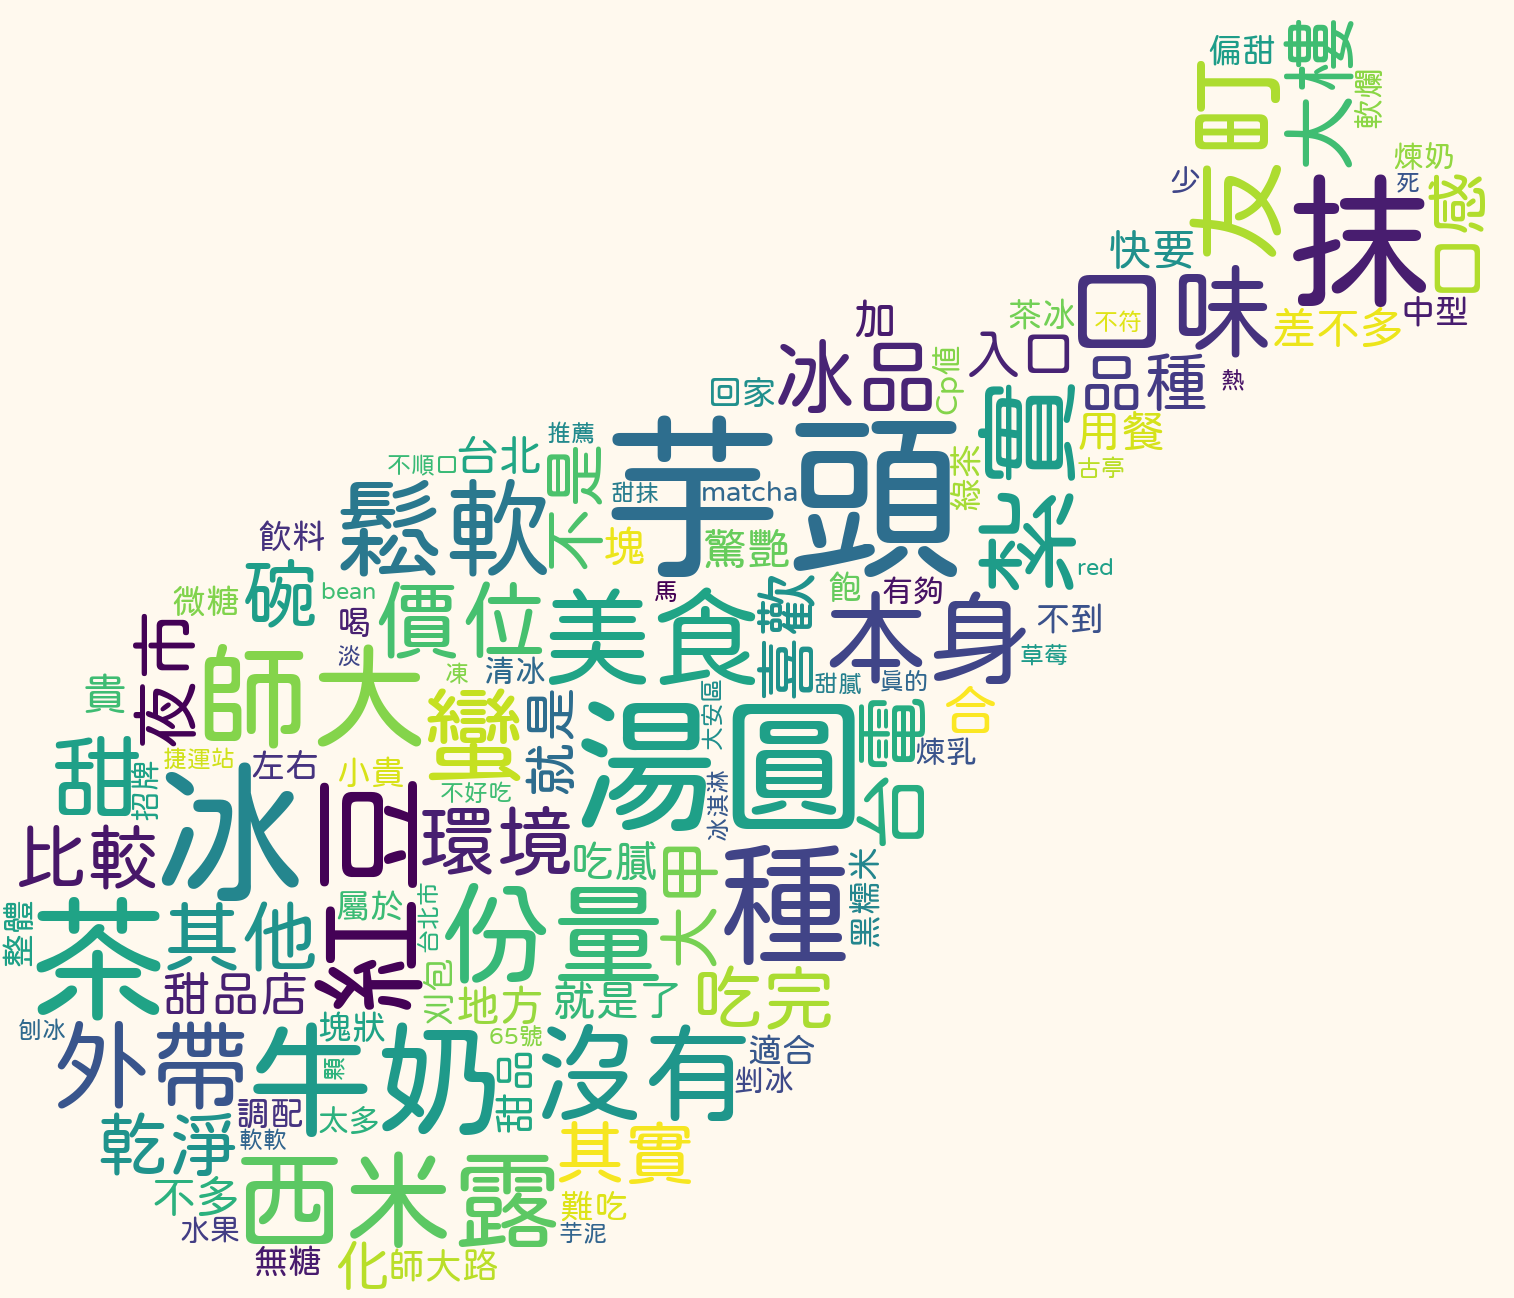 偏甜
大樓
軟爛
友町
煉奶
少
死
抹
口感
快要
口味
中型
加
茶冰
不符
差不多
入口
冰品
Cp值
品種
熱
回家
紮實
用餐
推薦
芋頭
台北
不順口
不是
綠茶
古亭
鬆軟
甜抹
matcha
飲料
塊
驚艷
red
碗
bean
價位
馬
美食
喜歡
飽
有夠
本身
不到
微糖
喝
夜市
師大
淡
凍
清冰
甜膩
真的
草莓
貴
蠻
就是
湯圓
大安區
台電
合
甜
捷運站
左右
小貴
不好吃
煉乳
招牌
冰
紅豆
冰淇淋
比較
環境
吃膩
大甲
種
黑糯米
整體
茶
其他
屬於
台北市
份量
甜品店
刈包
地方
就是了
吃完
刨冰
外帶
牛奶
塊狀
顆
65號
甜品
沒有
適合
剉冰
調配
太多
乾淨
軟軟
其實
西米露
不多
難吃
水果
芋泥
無糖
化
師大路